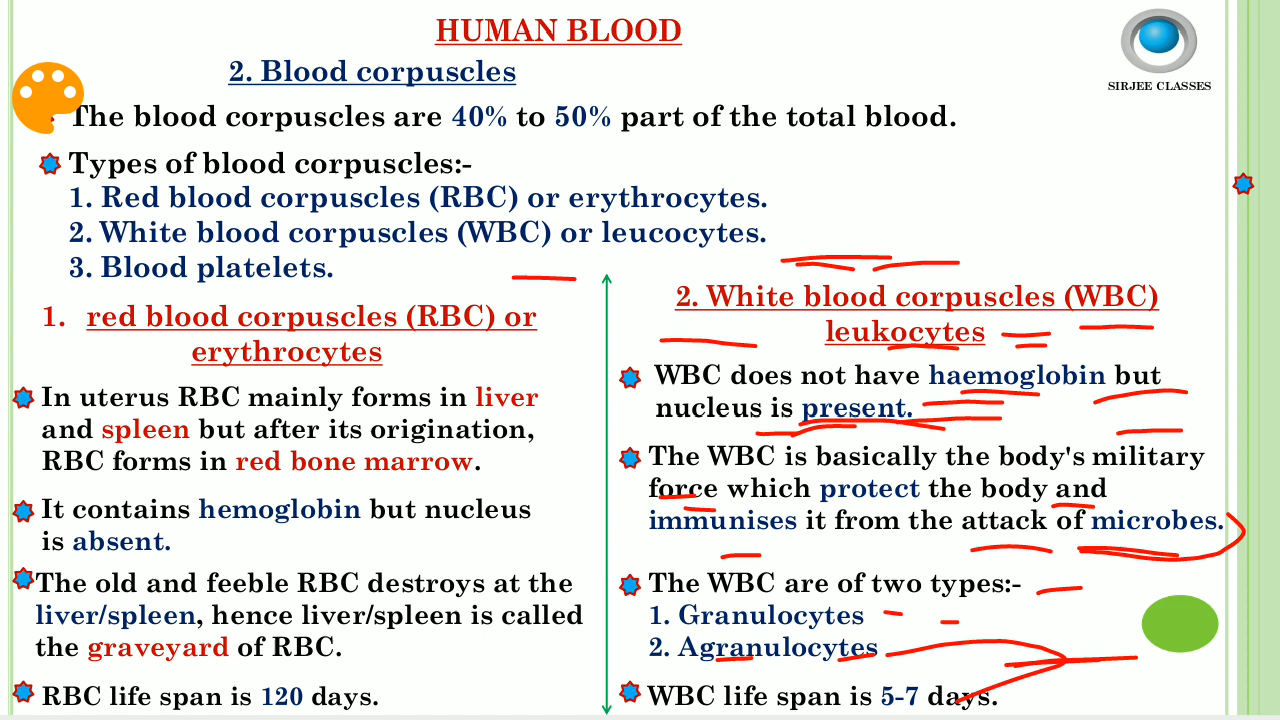 HUMAN BLOOD
SIRJEE CLASSES
2. Blood corpuscles
The blood corpuscles are 40% to 50% part of the total blood.
Types of blood corpuscles:-
1. Red blood corpuscles (RBC) or erythrocytes.
2. White blood corpuscles (WBC) or leucocytes.
3. Blood platelets.
1. red blood corpuscles (RBC) or
erythrocytes
In uterus RBC mainly forms in liver
and spleen but after its origination,
RBC forms in red bone marrow.
It contains hemoglobin but nucleus
is absent.
The old and feeble RBC destroys at the
liver/spleen, hence liver/spleen is called
the graveyard of RBC.
RBC life span is 120 days.
2. White blood corpuscles (WBC)
leukocytes
WBC does not have haemoglobin but
nucleus is present.
The WBC is basically the body's military
force which protect the body and
immunises it from the attack of microbes.
The WBC are of two types:-
1. Granulocytes
2. Agranulocytes
WBC life span is 5-7 days.